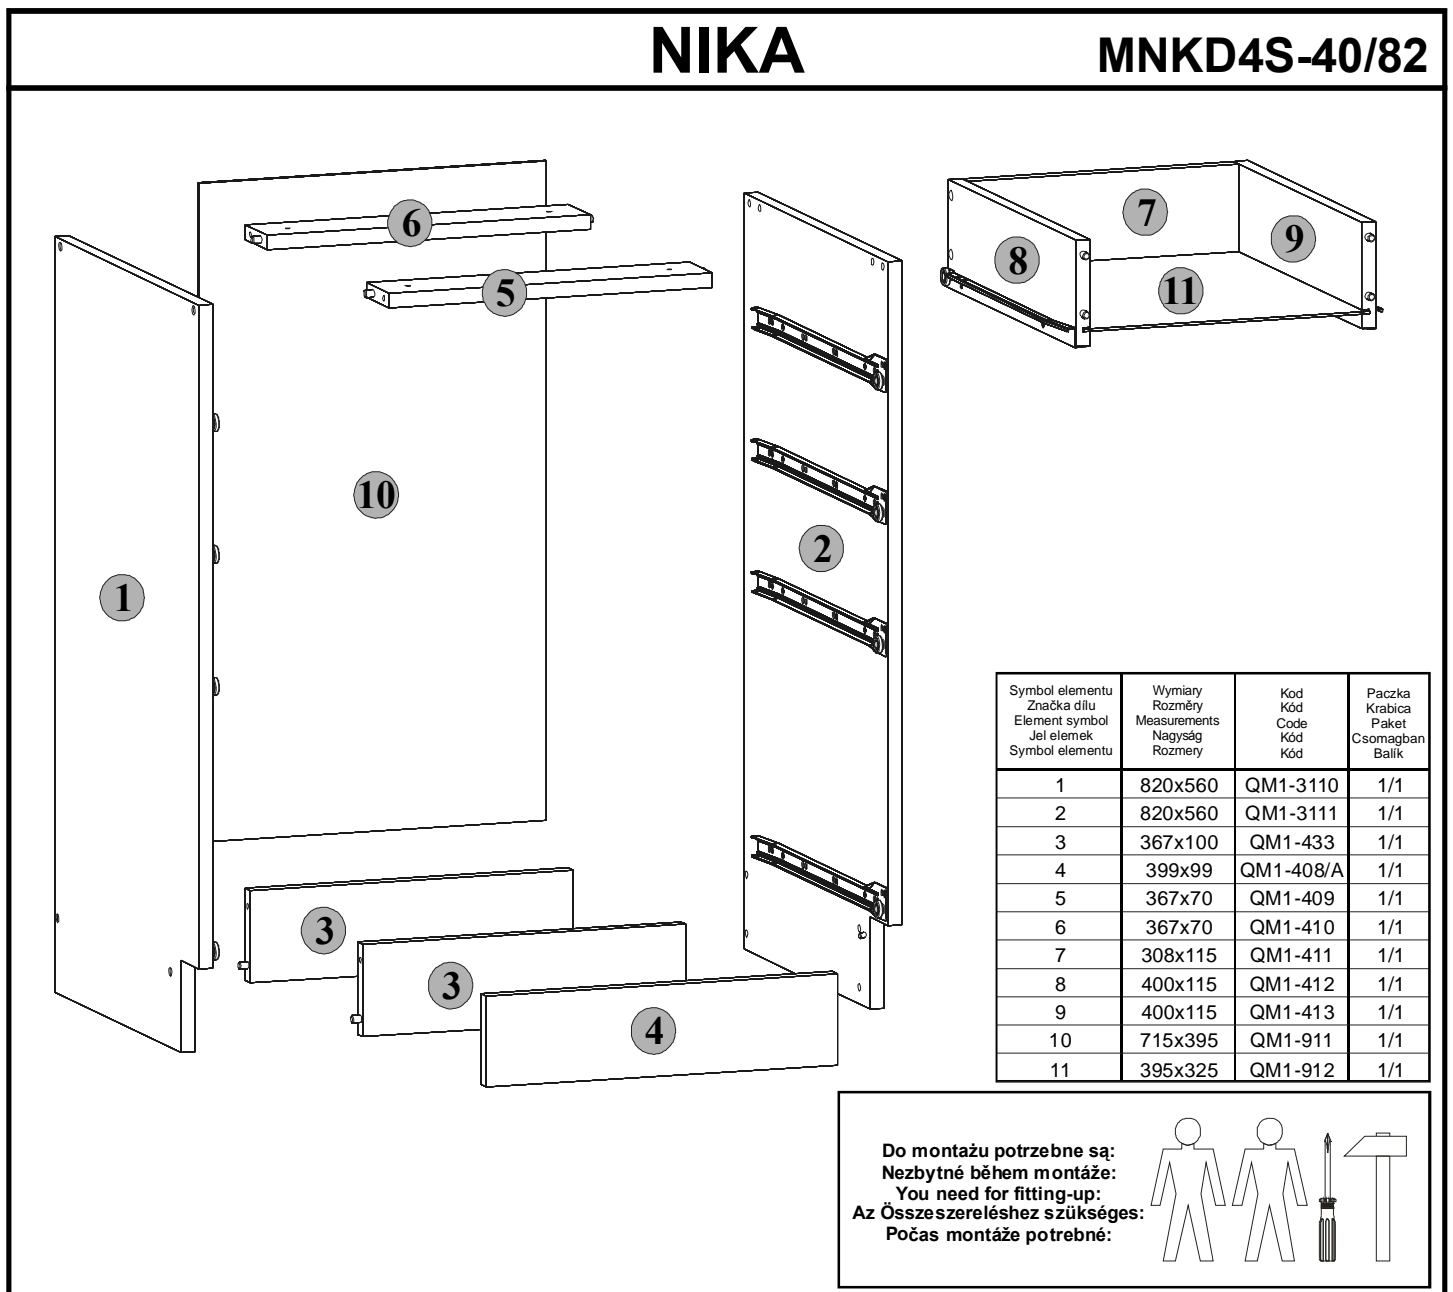 NIKA
MNKD4S-40/82
6
5
7
8
9
11
10
1
2
3
3
4
Symbol elementu
Značka dílu
Element symbol
Jel elemek
Symbol elementu
Wymiary
Rozměry
Measurements
Nagyság
Rozmery
Kod
Kód
Code
Kód
Kód
Paczka
Krabica
Paket
Csomagban
Balík
1 820x560 QM1-3110 1/1
2 820x560 QM1-3111 1/1
3 367x100 QM1-433 1/1
4 399x99 QM1-408/A 1/1
5 367x70 QM1-409 1/1
6 367x70 QM1-410 1/1
7 308x115 QM1-411 1/1
8 400x115 QM1-412 1/1
9 400x115 QM1-413 1/1
10 715x395 QM1-911 1/1
11 395x325 QM1-912 1/1
Do montażu potrzebne są:
Nezbytné během montáže:
You need for fitting-up:
Az Összeszereléshez szükséges:
Počas montáže potrebné: